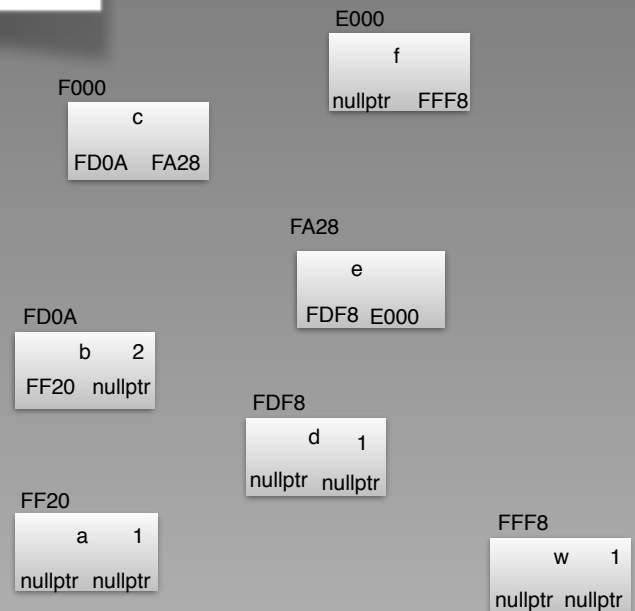 E000
f
nullptr FFF8
F000
c
FD0A FA28
FA28
e
FDF8 E000
FD0A
b 2
FF20 nullptr
FDF8
d 1
nullptr nullptr
FF20
a 1
nullptr nullptr
FFF8
w 1
nullptr nullptr